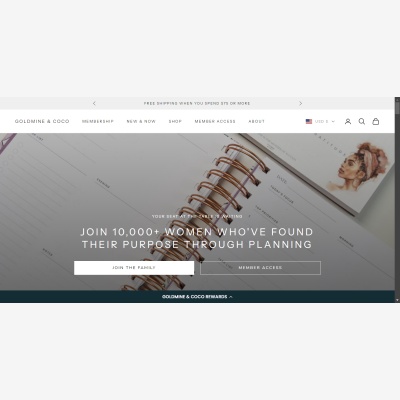 FREE SHIPPING WHEN YOU SPEND $75 OR MORE
GOLDMINE & COCO MEMBERSHIP NEW & NOW SHOP MEMBER ACCESS ABOUT USD $
YOUR SEAT AT THE TABLE IS WAITING
JOIN 10,000+ WOMEN WHO'VE FOUND
THEIR PURPOSE THROUGH PLANNING
JOIN THE FAMILY MEMBER ACCESS
GOLDMINE & COCO REWARDS